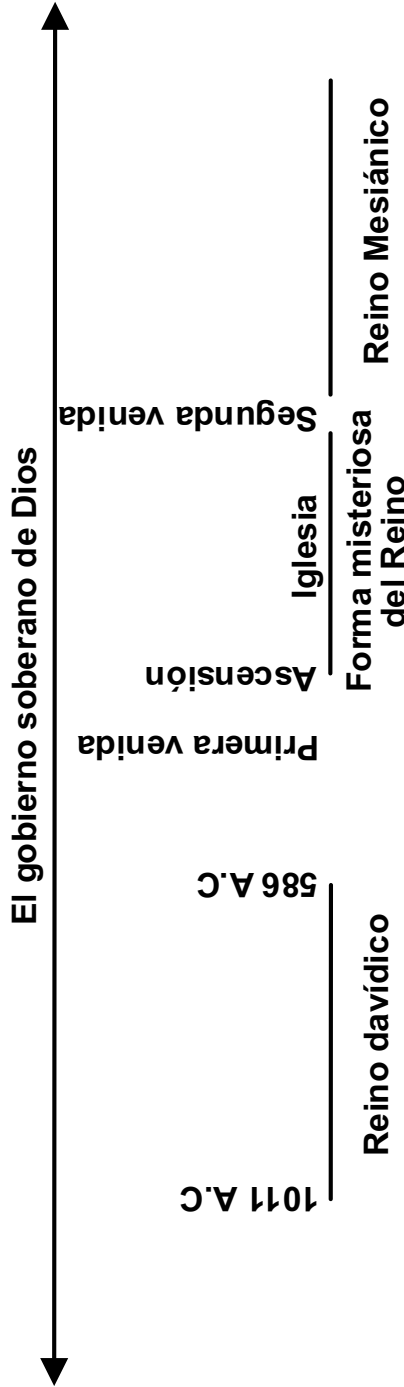 El gobierno soberano de Dios
1011 A.C
586 A.C
Primera venida
Ascensión
Segunda venida
Iglesia
Reino davídico
Forma misteriosa
del Reino
Reino Mesiánico